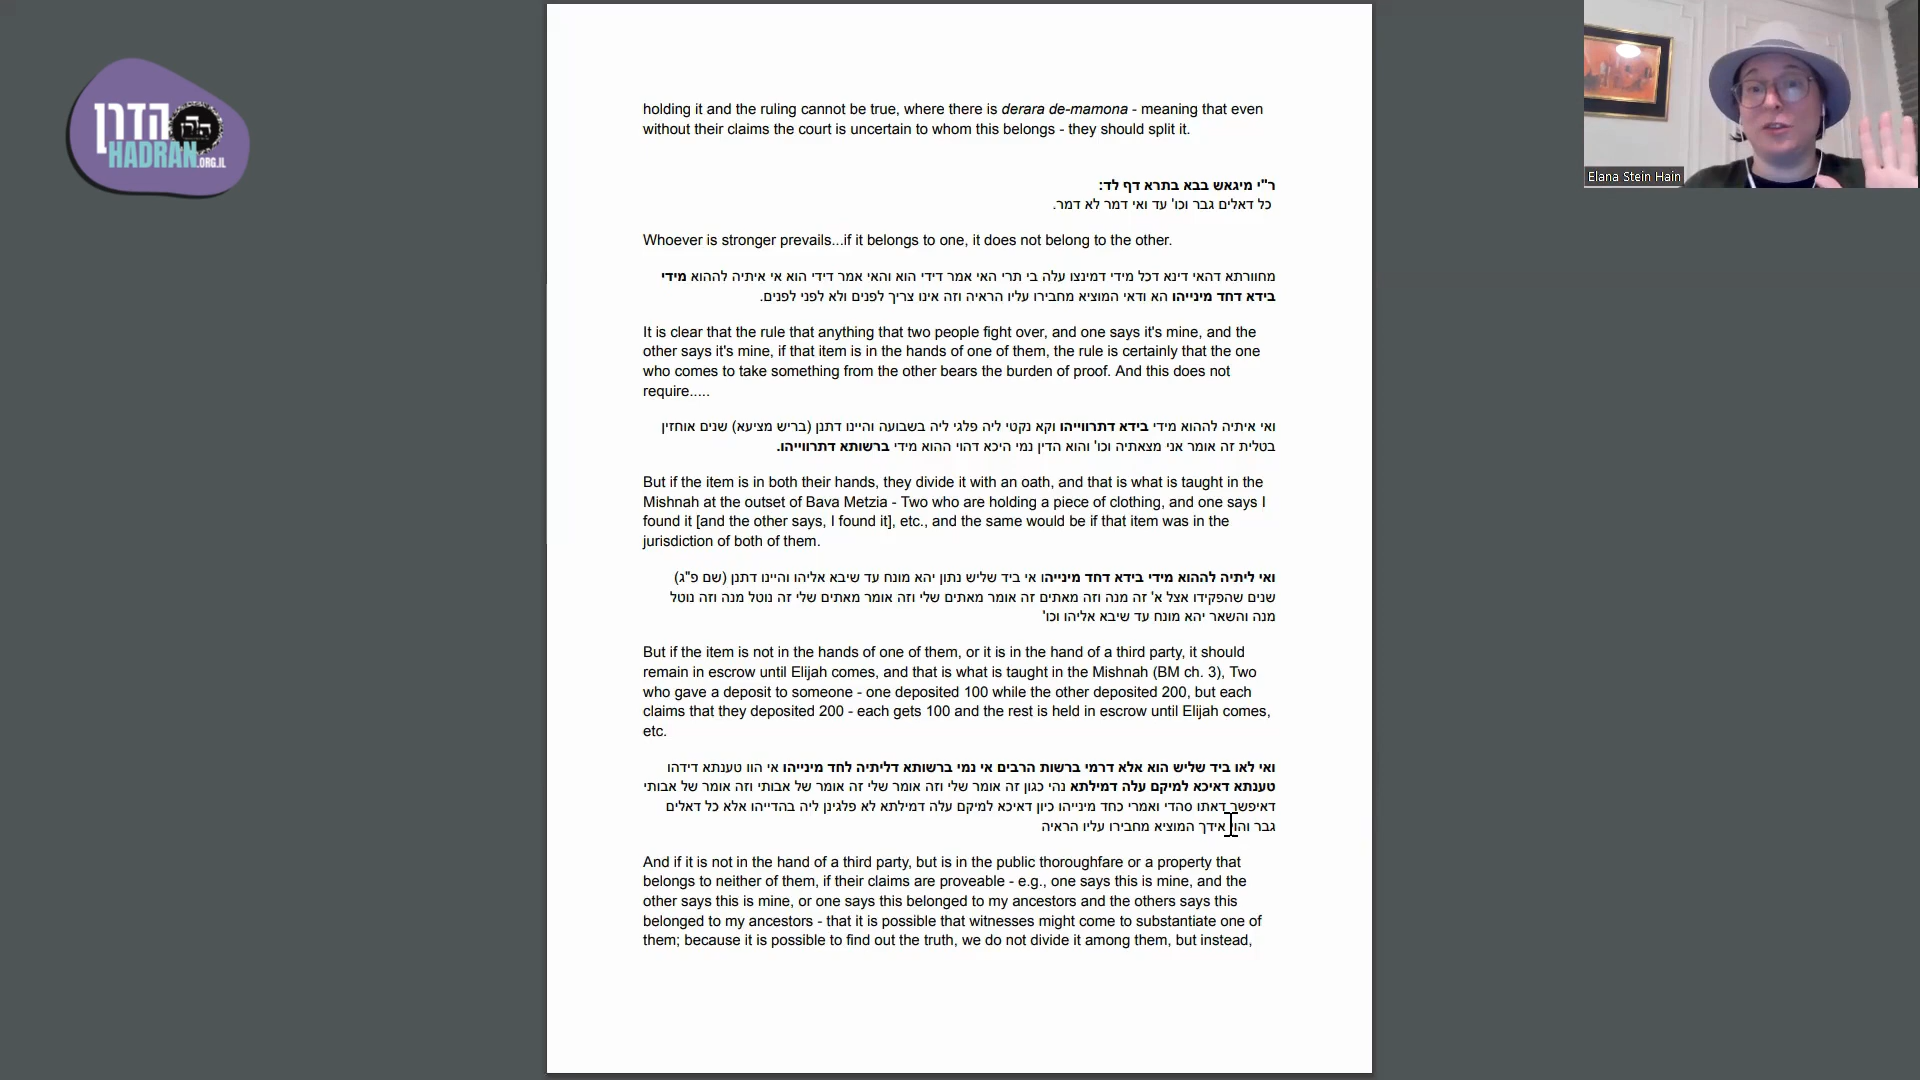 הדרן
HADRAN.ORG.IL
הדרן
Elana Stein Hain
holding it and the ruling cannot be true, where there is derara de-mamona - meaning that even
without their claims the court is uncertain to whom this belongs - they should split it.
ר"י מיגאש בבא בתרא דף לד:
כל דאלים גבר וכו' עד ואי דמר לא דמר.
Whoever is stronger prevails...if it belongs to one, it does not belong to the other.
מחוורתא דהאי דינא דכל מידי דמינצו עלה בי תרי האי אמר דידי הוא והאי אמר דידי הוא אי איתיה לההוא מידי
בידא דחד מינייהו הא ודאי המוציא מחבירו עליו הראיה וזה אינו צריך לפנים ולא לפני לפנים.
It is clear that the rule that anything that two people fight over, and one says it's mine, and the
other says it's mine, if that item is in the hands of one of them, the rule is certainly that the one
who comes to take something from the other bears the burden of proof. And this does not
require.....
ואי איתיה לההוא מידי בידא דתרווייהו וקא נקטי ליה פלגי ליה בשבועה והיינו דתנן (בריש מציעא) שנים אוחזין
בטלית זה אומר אני מצאתיה וכו' והוא הדין נמי היכא דהוי ההוא מידי ברשותא דתרווייהו.
But if the item is in both their hands, they divide it with an oath, and that is what is taught in the
Mishnah at the outset of Bava Metzia - Two who are holding a piece of clothing, and one says I
found it [and the other says, I found it], etc., and the same would be if that item was in the
jurisdiction of both of them.
ואי ליתיה לההוא מידי בידא דחד מינייהו אי ביד שליש נתון יהא מונח עד שיבא אליהו והיינו דתנן (שם פ"ג)
שנים שהפקידו אצל א' זה מנה וזה מאתים זה אומר מאתים שלי וזה אומר מאתים שלי זה נוטל מנה וזה נוטל
מנה והשאר יהא מונח עד שיבא אליהו וכו'
But if the item is not in the hands of one of them, or it is in the hand of a third party, it should
remain in escrow until Elijah comes, and that is what is taught in the Mishnah (BM ch. 3), Two
who gave a deposit to someone - one deposited 100 while the other deposited 200, but each
claims that they deposited 200 - each gets 100 and the rest is held in escrow until Elijah comes,
etc.
ואי לאו ביד שליש הוא אלא דרמי ברשות הרבים אי נמי ברשותא דליתיה לחד מינייהו אי הוו טענתא דידהו
טענתא דאיכא למיקם עלה דמילתא נהי כגון זה אומר שלי וזה אומר שלי זה אומר של אבותי וזה אומר של אבותי
דאיפשר דאתו סהדי ואמרי כחד מינייהו כיון דאיכא למיקם עלה דמילתא לא פלגינן ליה בהדייהו אלא כל דאלים
גבר והוי אידך המוציא מחבירו עליו הראיה
And if it is not in the hand of a third party, but is in the public thoroughfare or a property that
belongs to neither of them, if their claims are proveable - e.g., one says this is mine, and the
other says this is mine, or one says this belonged to my ancestors and the others says this
belonged to my ancestors - that it is possible that witnesses might come to substantiate one of
them; because it is possible to find out the truth, we do not divide it among them, but instead,